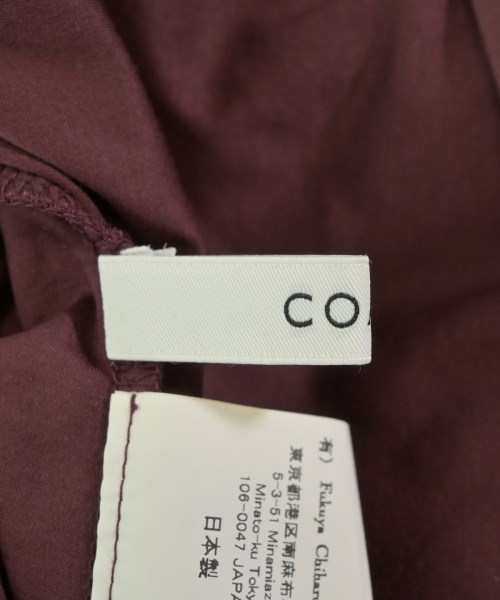 CO
有）Fukuya Chiharu
東京都港区南麻布
5-3-51 Minamiaz
Minato-ku Toky
106-0047 JAPA
日本製